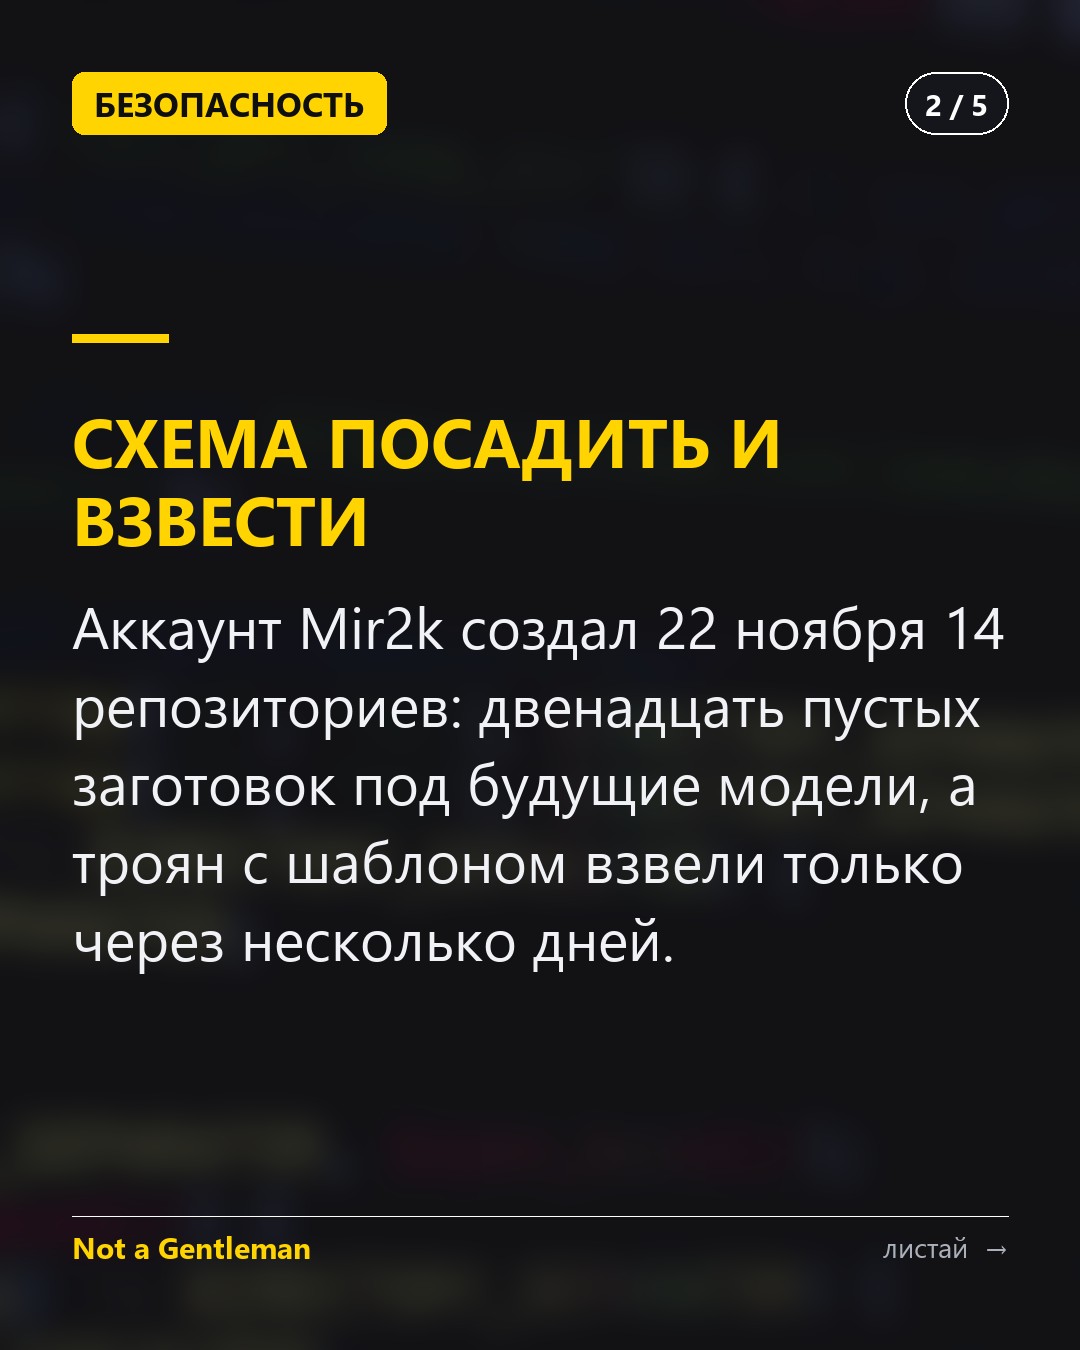 БЕЗОПАСНОСТЬ
2 / 5
СХЕМА ПОСАДИТЬ И
ВЗВЕСТИ
Аккаунт Mir2k создал 22 ноября 14
репозиториев: двенадцать пустых
заготовок под будущие модели, а
троян с шаблоном взвели только
через несколько дней.
Not a Gentleman
листай →